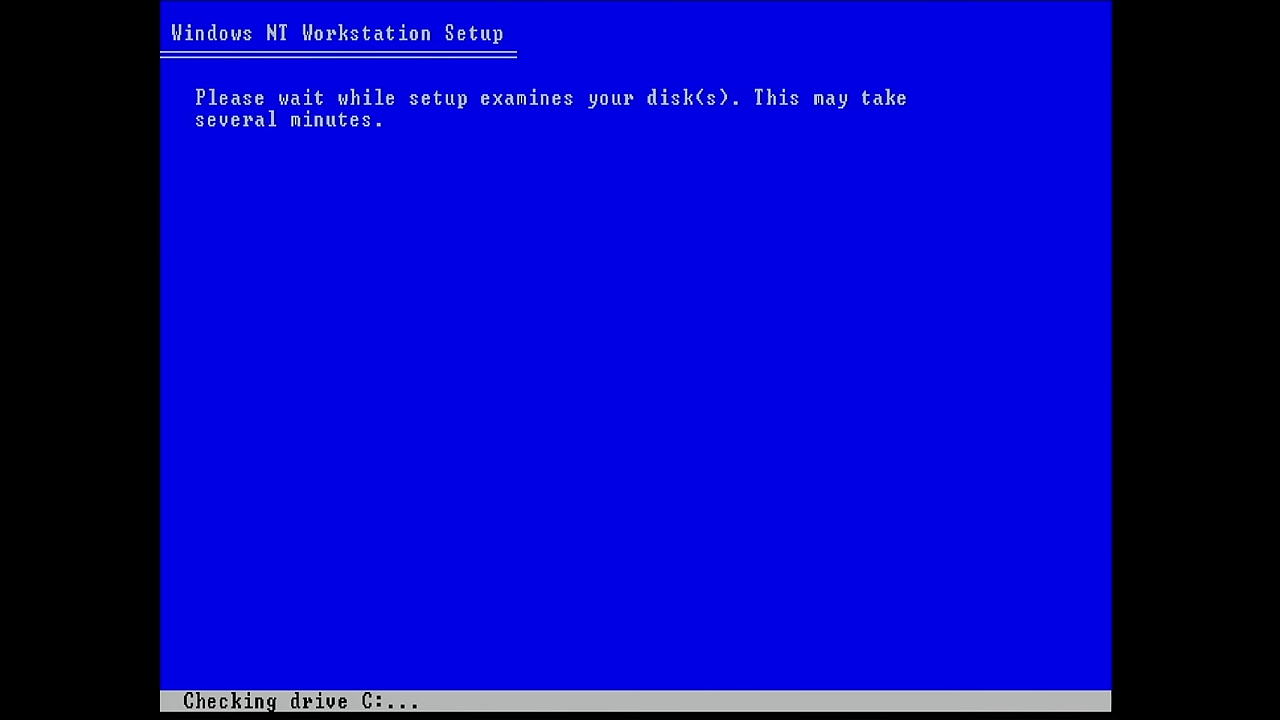 Windows NT Workstation Setup
Please wait while setup examines your disk(s). This may take
several minutes.
Checking drive C:...